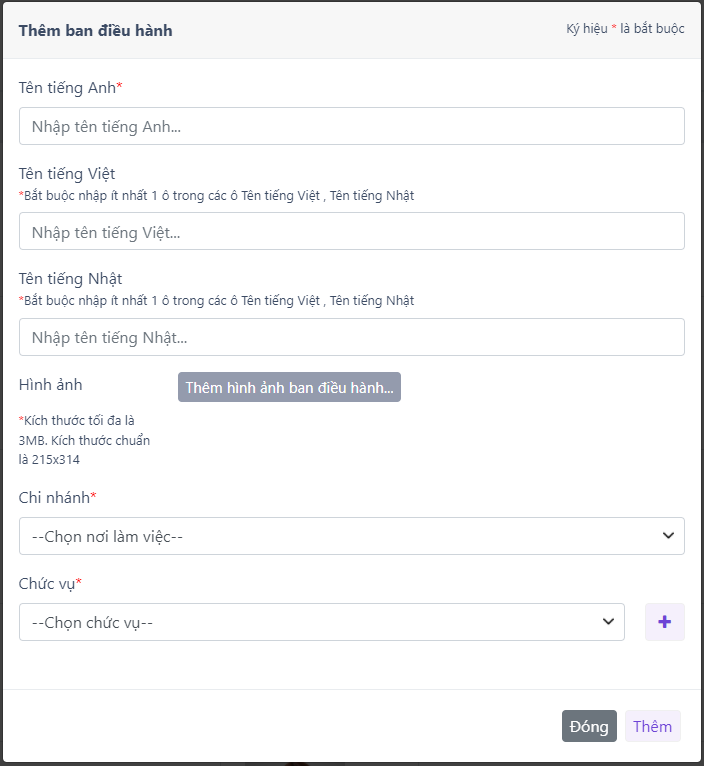 Thêm ban điều hành
Ký hiệu * là bắt buộc
Tên tiếng Anh*
Nhập tên tiếng Anh...
Tên tiếng Việt
*Bắt buộc nhập ít nhất 1 ô trong các ô Tên tiếng Việt , Tên tiếng Nhật
Nhập tên tiếng Việt...
Tên tiếng Nhật
*Bắt buộc nhập ít nhất 1 ô trong các ô Tên tiếng Việt , Tên tiếng Nhật
Nhập tên tiếng Nhật...
Hình ảnh
Thêm hình ảnh ban điều hành...
*Kích thước tối đa là
3MB. Kích thước chuẩn
là 215x314
Chi nhánh*
--Chọn nơi làm việc--
Chức vụ*
--Chọn chức vụ--
+
Đóng
Thêm